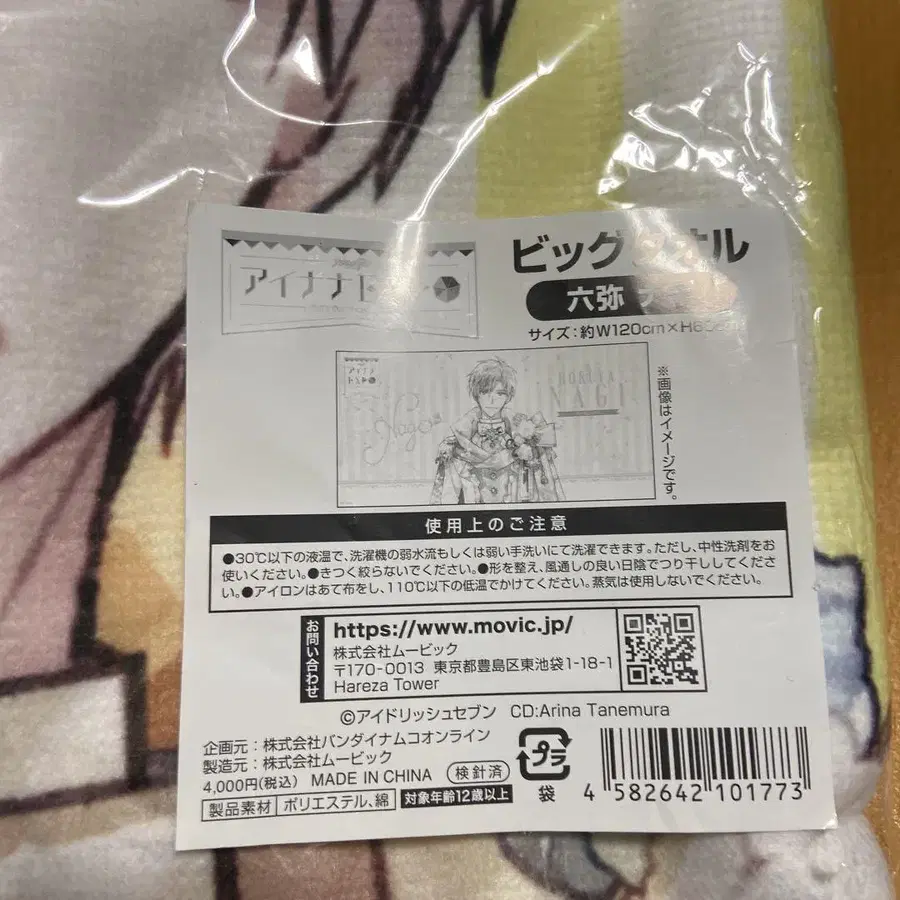 アイナナ
ビッグタオル
六弥
サイズ：約W120cm×H
アイナナ
Nagi
ROKUYA
NAGI
※画像はイメージです。
使用上のご注意
●30℃以下の液温で、洗濯機の弱水流もしくは弱い手洗いにて洗濯できます。ただし、中性洗剤をお
使いください。●きつく絞らないでください。●形を整え、風通しの良い日陰でつり干ししてくださ
い。●アイロンはあて布をし、110℃以下の低温でかけてください。蒸気は使用しないでください。
お問い合わせ
https://www.movic.jp/
株式会社ムービック
〒170-0013 東京都豊島区東池袋1-18-1
Hareza Tower
©アイドリッシュセブン CD:Arina Tanemura
企画元：株式会社バンダイナムコオンライン
製造元：株式会社ムービック
4,000円(税込) MADE IN CHINA 検針済
製品素材 ポリエステル、綿 対象年齢12歳以上
プラ
袋
4 582642 101773